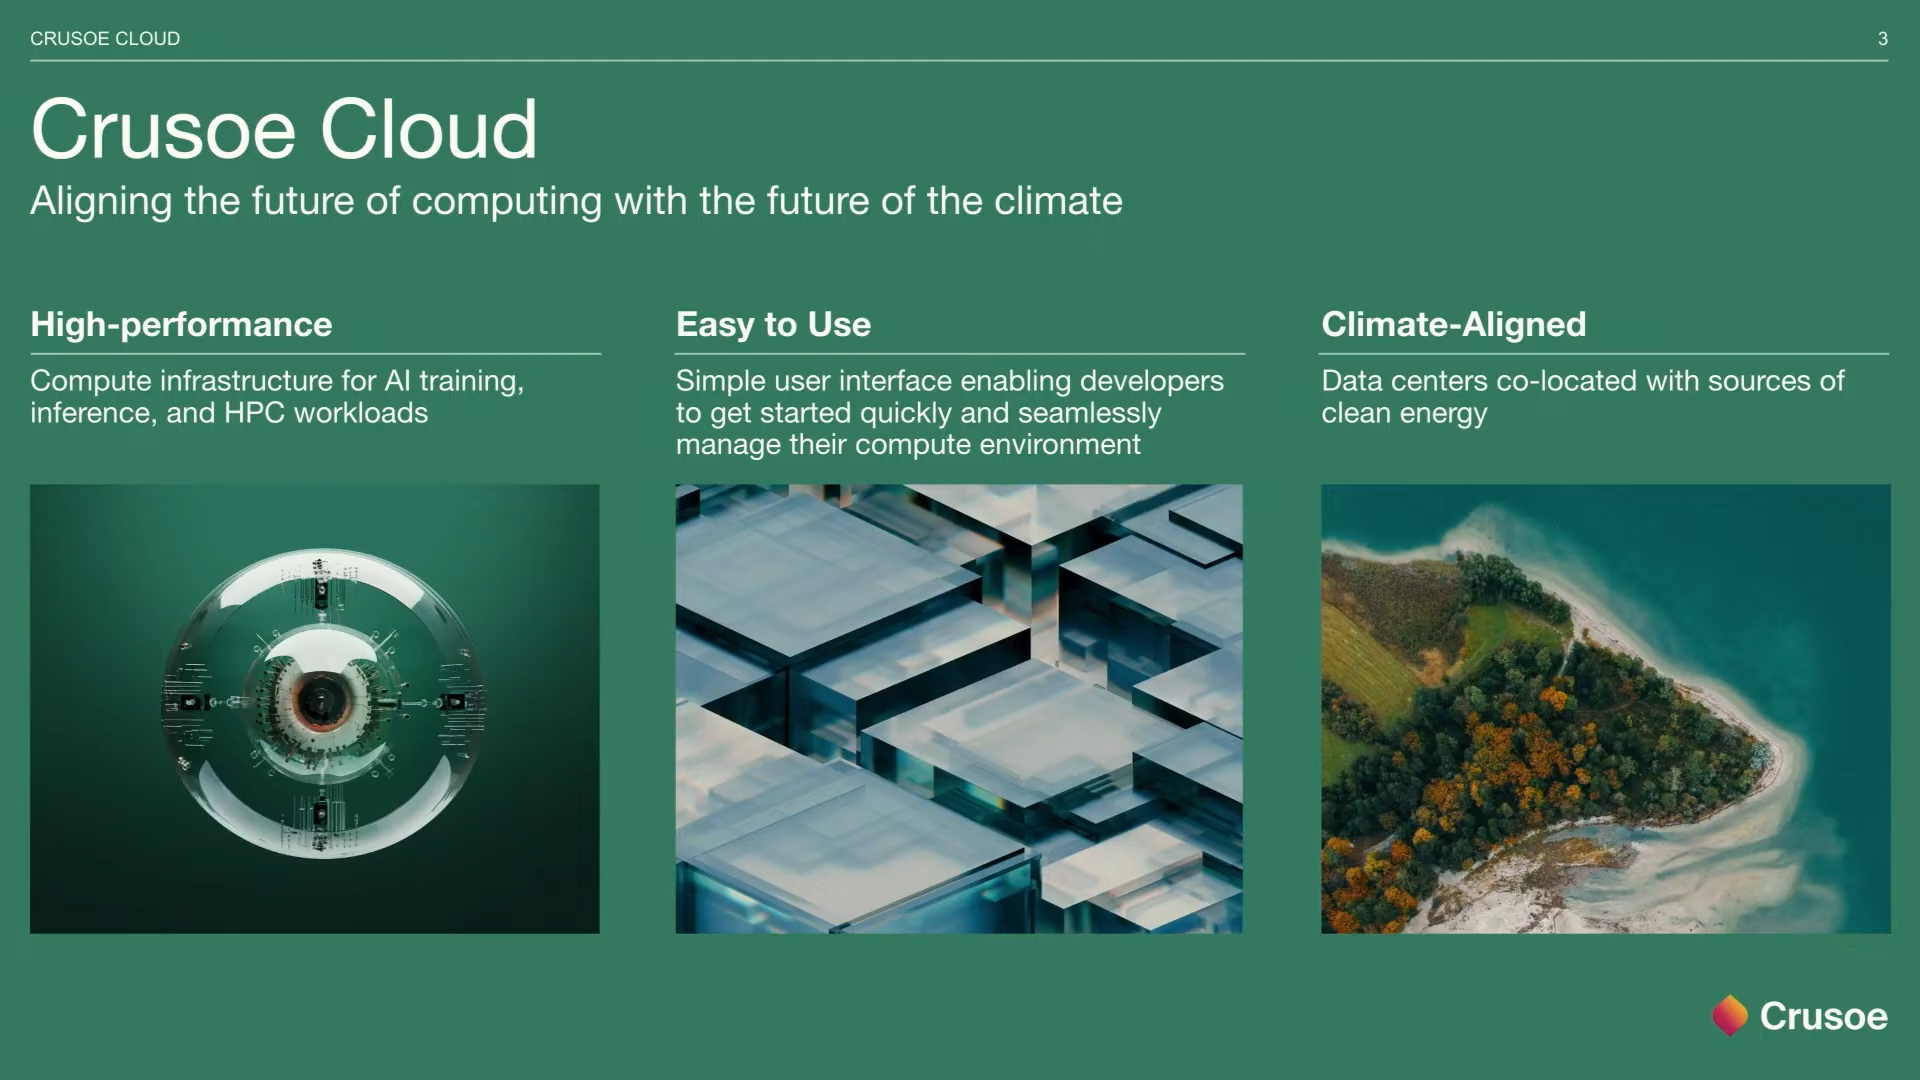 CRUSOE CLOUD
3
Crusoe Cloud
Aligning the future of computing with the future of the climate
High-performance
Compute infrastructure for AI training,
inference, and HPC workloads
Easy to Use
Simple user interface enabling developers
to get started quickly and seamlessly
manage their compute environment
Climate-Aligned
Data centers co-located with sources of
clean energy
Crusoe